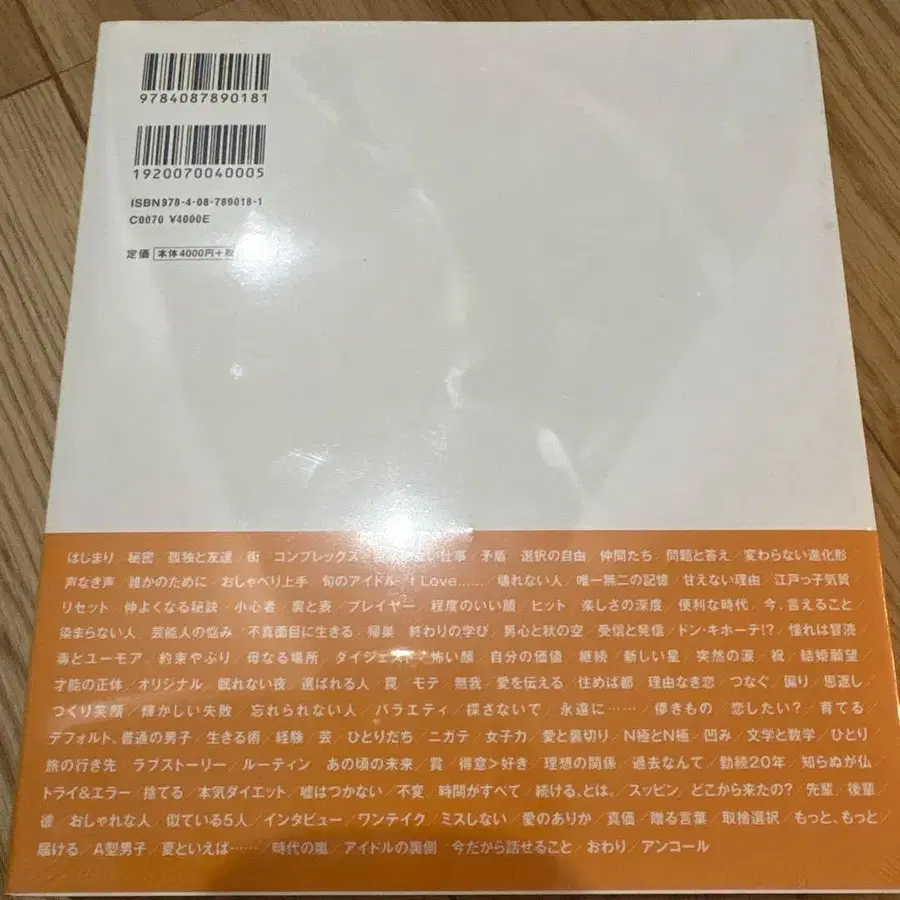 9784087890181
1920070040005
ISBN978-4-08-789018-1
C0070 ¥4000E
定価 本体4000円+税
はじまり/秘密/孤独と友達/街/コンプレックス/ 仕事/矛盾/選択の自由/仲間たち/問題と答え/変わらない進化形
声なき声/誰かのために/おしゃべり上手/旬のアイドル/t Love....../壊れない人/唯一無二の記憶/甘えない理由/江戸っ子気質
リセット/仲よくなる秘訣/小心者/裏と表/プレイヤー/程度のいい顔/ヒット/楽しさの深度/便利な時代/今、言えること
染まらない人/芸能人の悩み/不真面目に生きる/帰巣/終わりの学び/男心と秋の空/受信と発信/ドン・キホーテ!?/憧れは冒涜
毒とユーモア/約束やぶり/母なる場所/ダイジェスト/怖い顔/自分の価値/継続/新しい星/突然の涙/祝/結婚願望
才能の正体/オリジナル/眠れない夜/選ばれる人/罠/モテ/無我/愛を伝える/住めば都/理由なき恋/つなぐ/偏り/恩返し
つくり笑顔/輝かしい失敗/忘れられない人/バラエティ/探さないで/永遠に……/儚きもの/恋したい?/育てる
デフォルト、普通の男子/生きる術/経験/芸/ひとりだち/ニガテ/女子力/愛と裏切り/N極とN極/凹み/文学と数学/ひとり
旅の行き先/ラブストーリー/ルーティン/あの頃の未来/賞/得意>好き/理想の関係/過去なんて/勤続20年/知らぬが仏
トライ&エラー/捨てる/本気ダイエット/嘘はつかない/不変/時間がすべて/続ける、とは。/スッピン/どこから来たの?/先輩/後輩
彼/おしゃれな人/似ている5人/インタビュー/ワンテイク/ミスしない/愛のありか/真価/贈る言葉/取捨選択/もっと、もっと
届ける/A型男子/夏といえば……/時代の嵐/アイドルの裏側/今だから話せること/おわり/アンコール